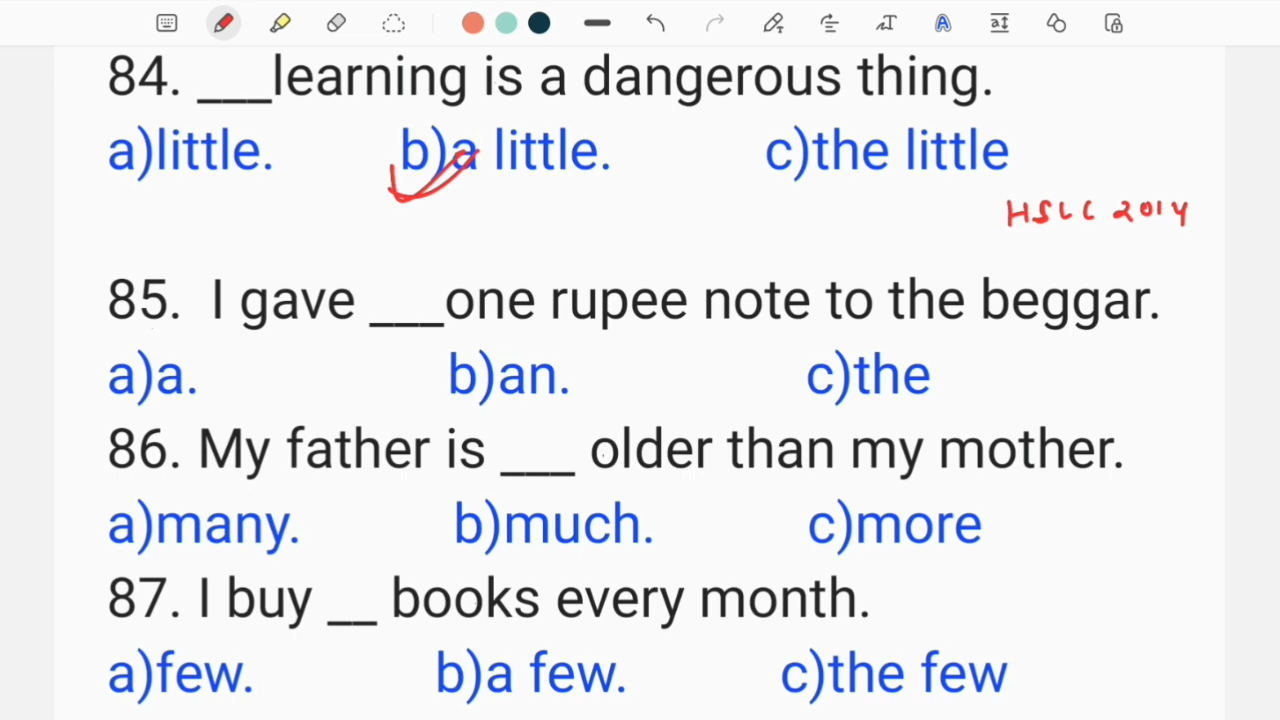 84. ___learning is a dangerous thing.
a)little. b)a little. c)the little
HSLC 2014
85. I gave ___one rupee note to the beggar.
a)a. b)an. c)the
86. My father is ___ older than my mother.
a)many. b)much. c)more
87. I buy __ books every month.
a)few. b)a few. c)the few